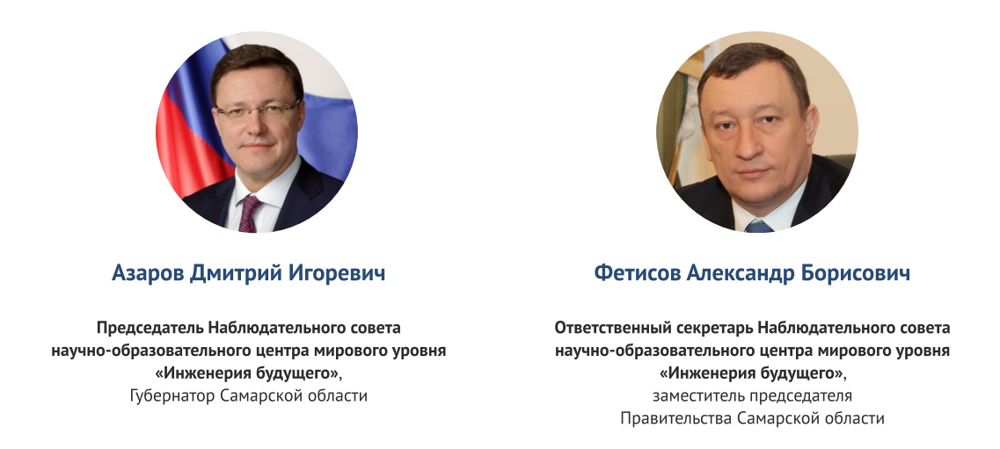 Азаров Дмитрий Игоревич
Председатель Наблюдательного совета
научно-образовательного центра мирового уровня
«Инженерия будущего»,
Губернатор Самарской области
Фетисов Александр Борисович
Ответственный секретарь Наблюдательного совета
научно-образовательного центра мирового уровня
«Инженерия будущего»,
заместитель председателя
Правительства Самарской области